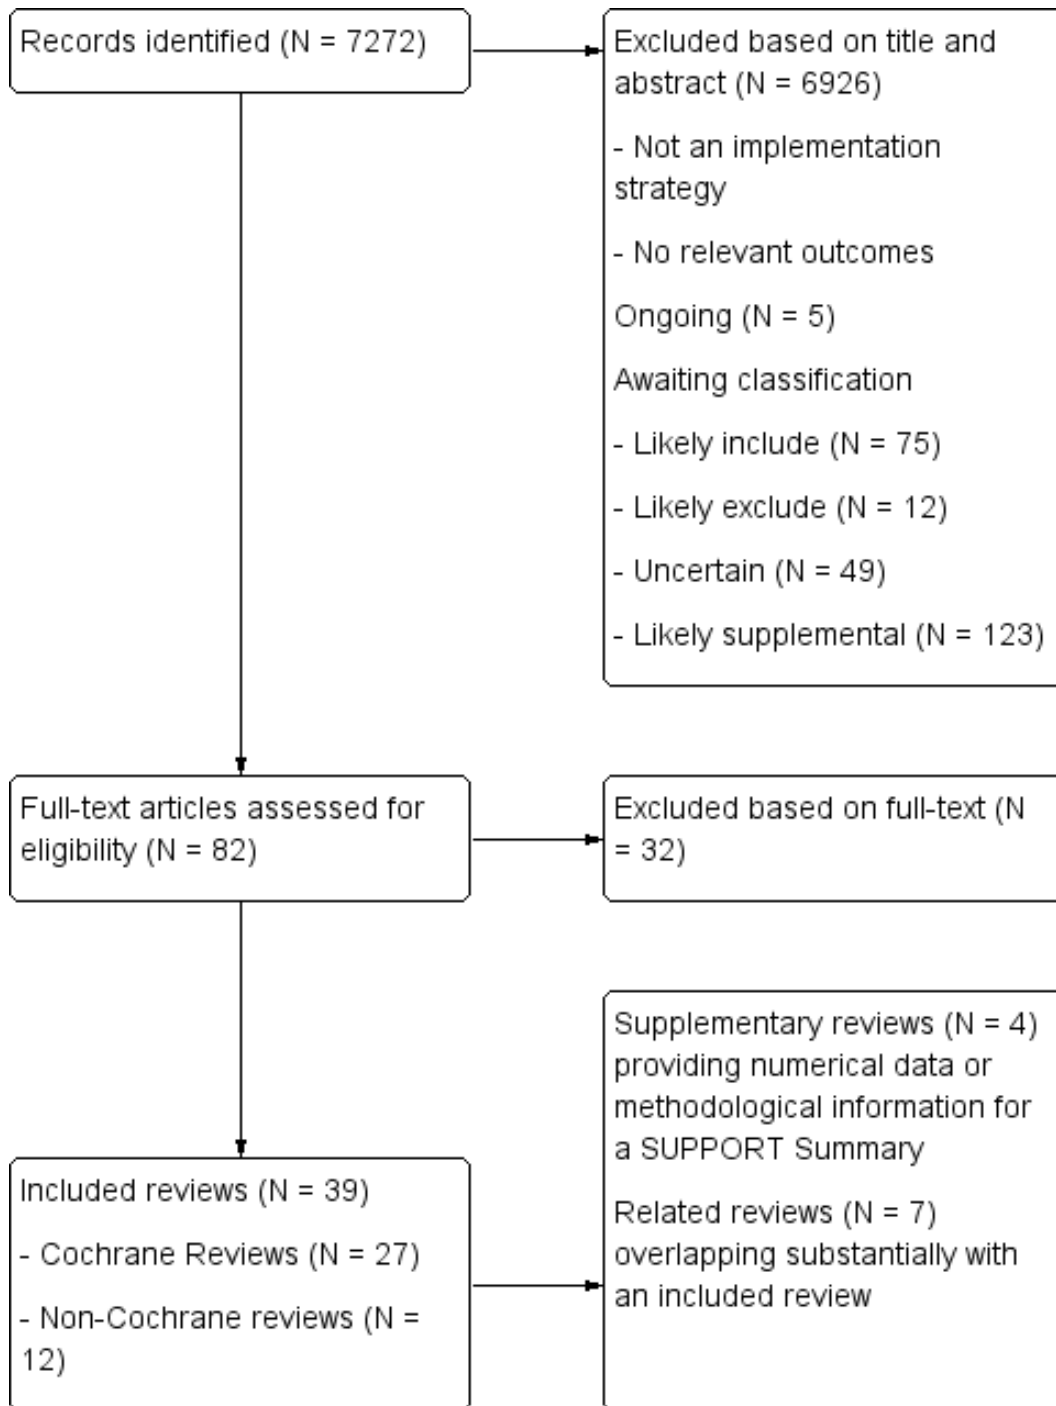 Records identified (N = 7272)
Excluded based on title and
abstract (N = 6926)
- Not an implementation
strategy
- No relevant outcomes
Ongoing (N = 5)
Awaiting classification
- Likely include (N = 75)
- Likely exclude (N = 12)
- Uncertain (N = 49)
- Likely supplemental (N = 123)
Full-text articles assessed for
eligibility (N = 82)
Excluded based on full-text (N
= 32)
Included reviews (N = 39)
- Cochrane Reviews (N = 27)
- Non-Cochrane reviews (N =
12)
Supplementary reviews (N = 4)
providing numerical data or
methodological information for
a SUPPORT Summary
Related reviews (N = 7)
overlapping substantially with
an included review